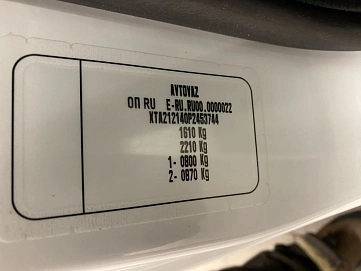 AVTOVAZ
ОП RU E-RU.RU00.0000022
XTA212140P2453744
1610 Kg
2210 Kg
1- 0800 Kg
2- 0870 Kg